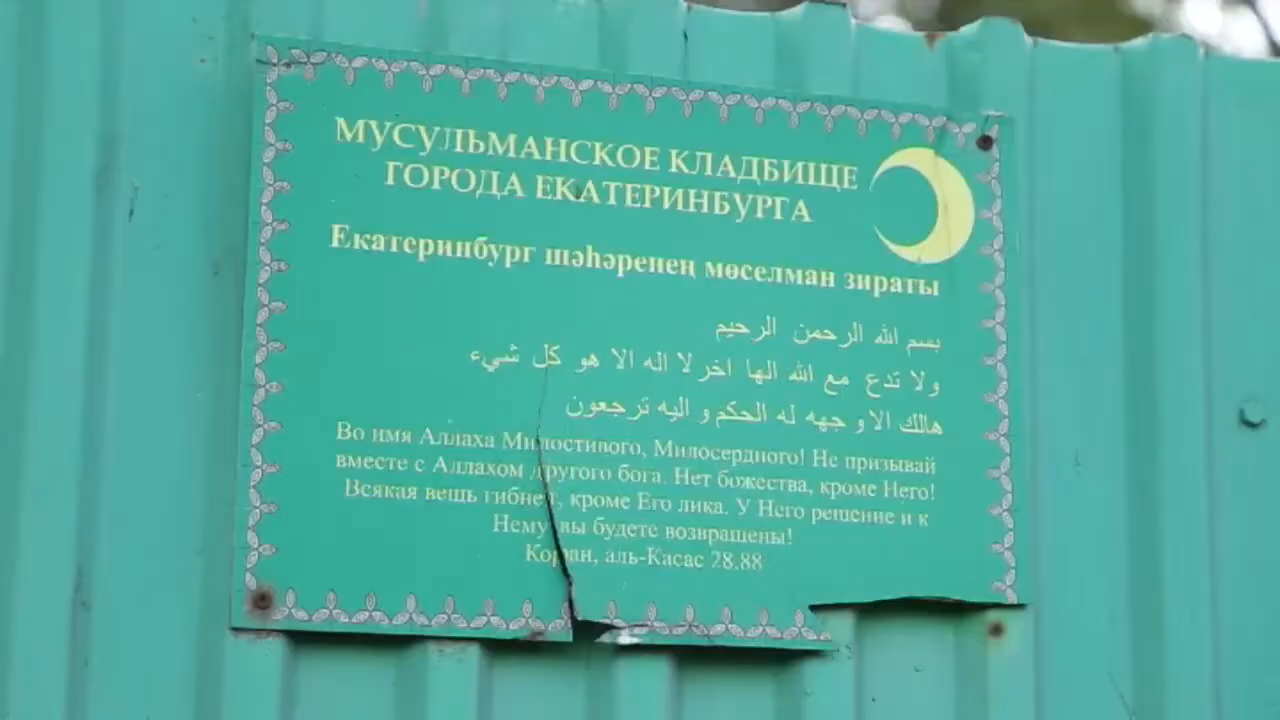 МУСУЛЬМАНСКОЕ КЛАДБИЩЕ
ГОРОДА ЕКАТЕРИНБУРГА
Екатеринбург шәһәренең мөселман зираты
بسم الله الرحمن الرحيم
ولا تدع مع الله الها اخر لا اله الا هو كل شيء
هالك الا و جهه له الحكم و اليه ترجعون
Во имя Аллаха Милостивого, Милосердного! Не призывай
вместе с Аллахом другого бога. Нет божества, кроме Него!
Всякая вещь гибнет, кроме Его лика. У Него решение и к
Нему вы будете возвращены!
Коран, аль-Касас 28.88